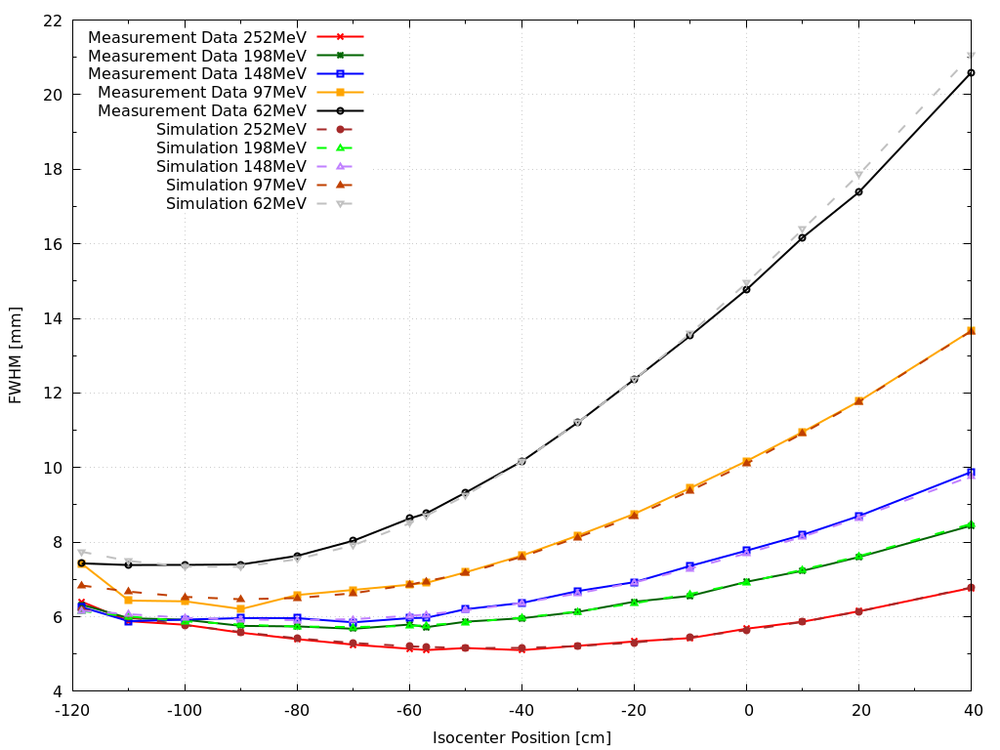 22
20
18
16
14
12
10
8
6
4
FWHM [mm]
Measurement Data 252MeV
Measurement Data 198MeV
Measurement Data 148MeV
Measurement Data 97MeV
Measurement Data 62MeV
Simulation 252MeV
Simulation 198MeV
Simulation 148MeV
Simulation 97MeV
Simulation 62MeV
-120 -100 -80 -60 -40 -20 0 20 40
Isocenter Position [cm]